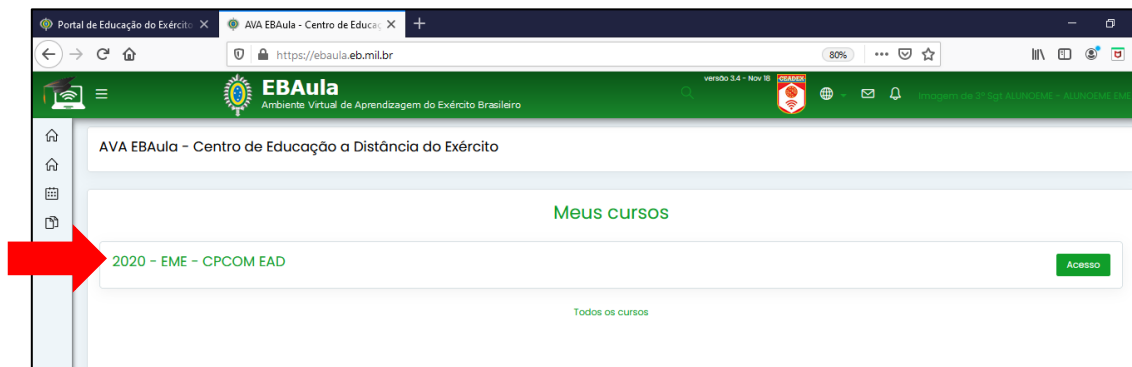 Portal de Educação do Exército
AVA EBAula - Centro de Educaç
https://ebaula.eb.mil.br
80%
EBAula
Ambiente Virtual de Aprendizagem do Exército Brasileiro
versão 3.4 - Nov 18
CEADEX
Imagem de 3º Sgt ALUNOEME - ALUNOEME EME
AVA EBAula - Centro de Educação a Distância do Exército
Meus cursos
2020 - EME - CPCOM EAD
Acesso
Todos os cursos